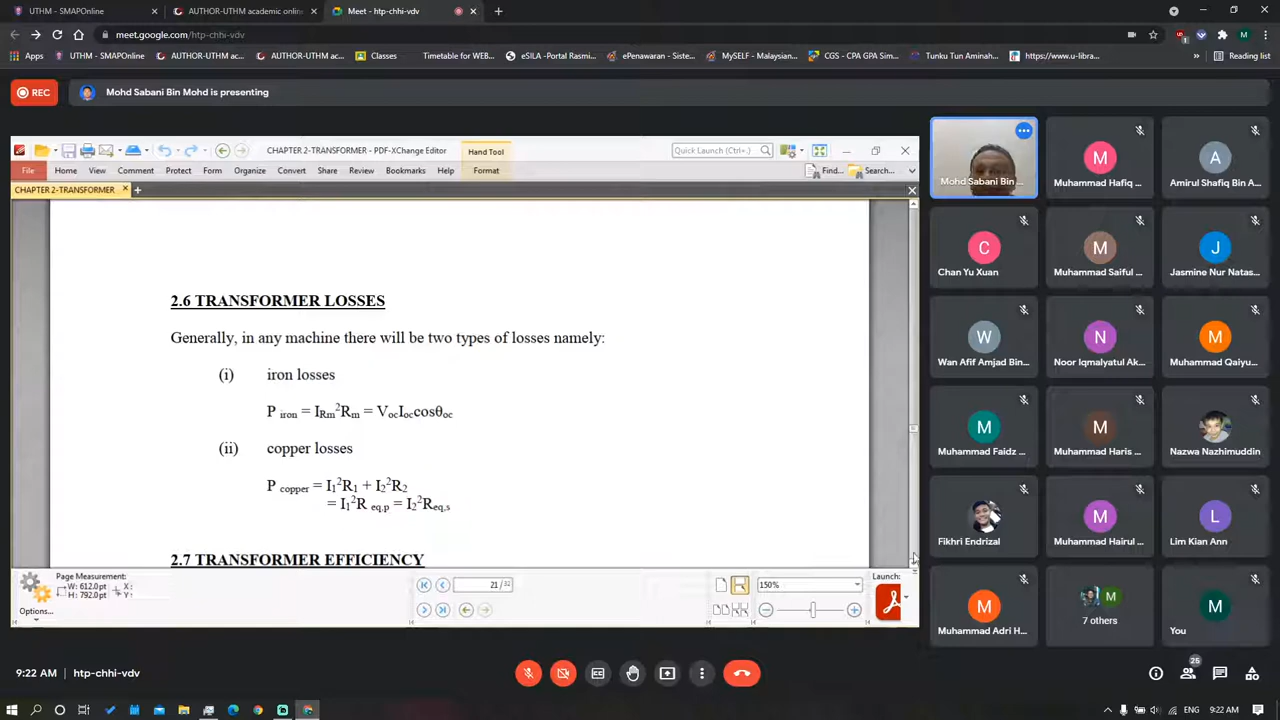 UTHM - SMAPOnline
AUTHOR-UTHM academic online
Meet - htp-chhi-vdv
meet.google.com/htp-chhi-vdv
Apps
UTHM - SMAPOnline
AUTHOR-UTHM ac...
AUTHOR-UTHM ac...
Classes
Timetable for WEB...
eSILA -Portal Rasmi...
ePenawaran - Siste...
MySELF - Malaysian...
CGS - CPA GPA Sim...
Tunku Tun Aminah...
https://www.u-libra...
»
Reading list
REC
Mohd Sabani Bin Mohd is presenting
CHAPTER 2-TRANSFORMER - PDF-XChange Editor
Hand Tool
Quick Launch (Ctrl+.)
File
Home
View
Comment
Protect
Form
Organize
Convert
Share
Review
Bookmarks
Help
Format
Find...
Search...
CHAPTER 2-TRANSFORMER
2.6 TRANSFORMER LOSSES
Generally, in any machine there will be two types of losses namely:
(i) iron losses
P iron = I_Rm²R_m = V_ocI_occosθ_oc
(ii) copper losses
P copper = I₁²R₁ + I₂²R₂
= I₁²R eq,p = I₂²R_eq,s
2.7 TRANSFORMER EFFICIENCY
Options...
Page Measurement:
W: 612.0pt
H: 792.0pt
X:
Y:
21 / 32
150%
Launch:
Mohd Sabani Bin ...
Muhammad Hafiq ...
Amirul Shafiq Bin A...
Chan Yu Xuan
Muhammad Saiful ...
Jasmine Nur Natas...
Wan Afif Amjad Bin...
Noor Iqmalyatul Ak...
Muhammad Qaiyu...
Muhammad Faidz ...
Muhammad Haris ...
Nazwa Nazhimuddin
Fikhri Endrizal
Muhammad Hairul ...
Lim Kian Ann
Muhammad Adri H...
7 others
You
9:22 AM
htp-chhi-vdv
25
ENG
9:22 AM